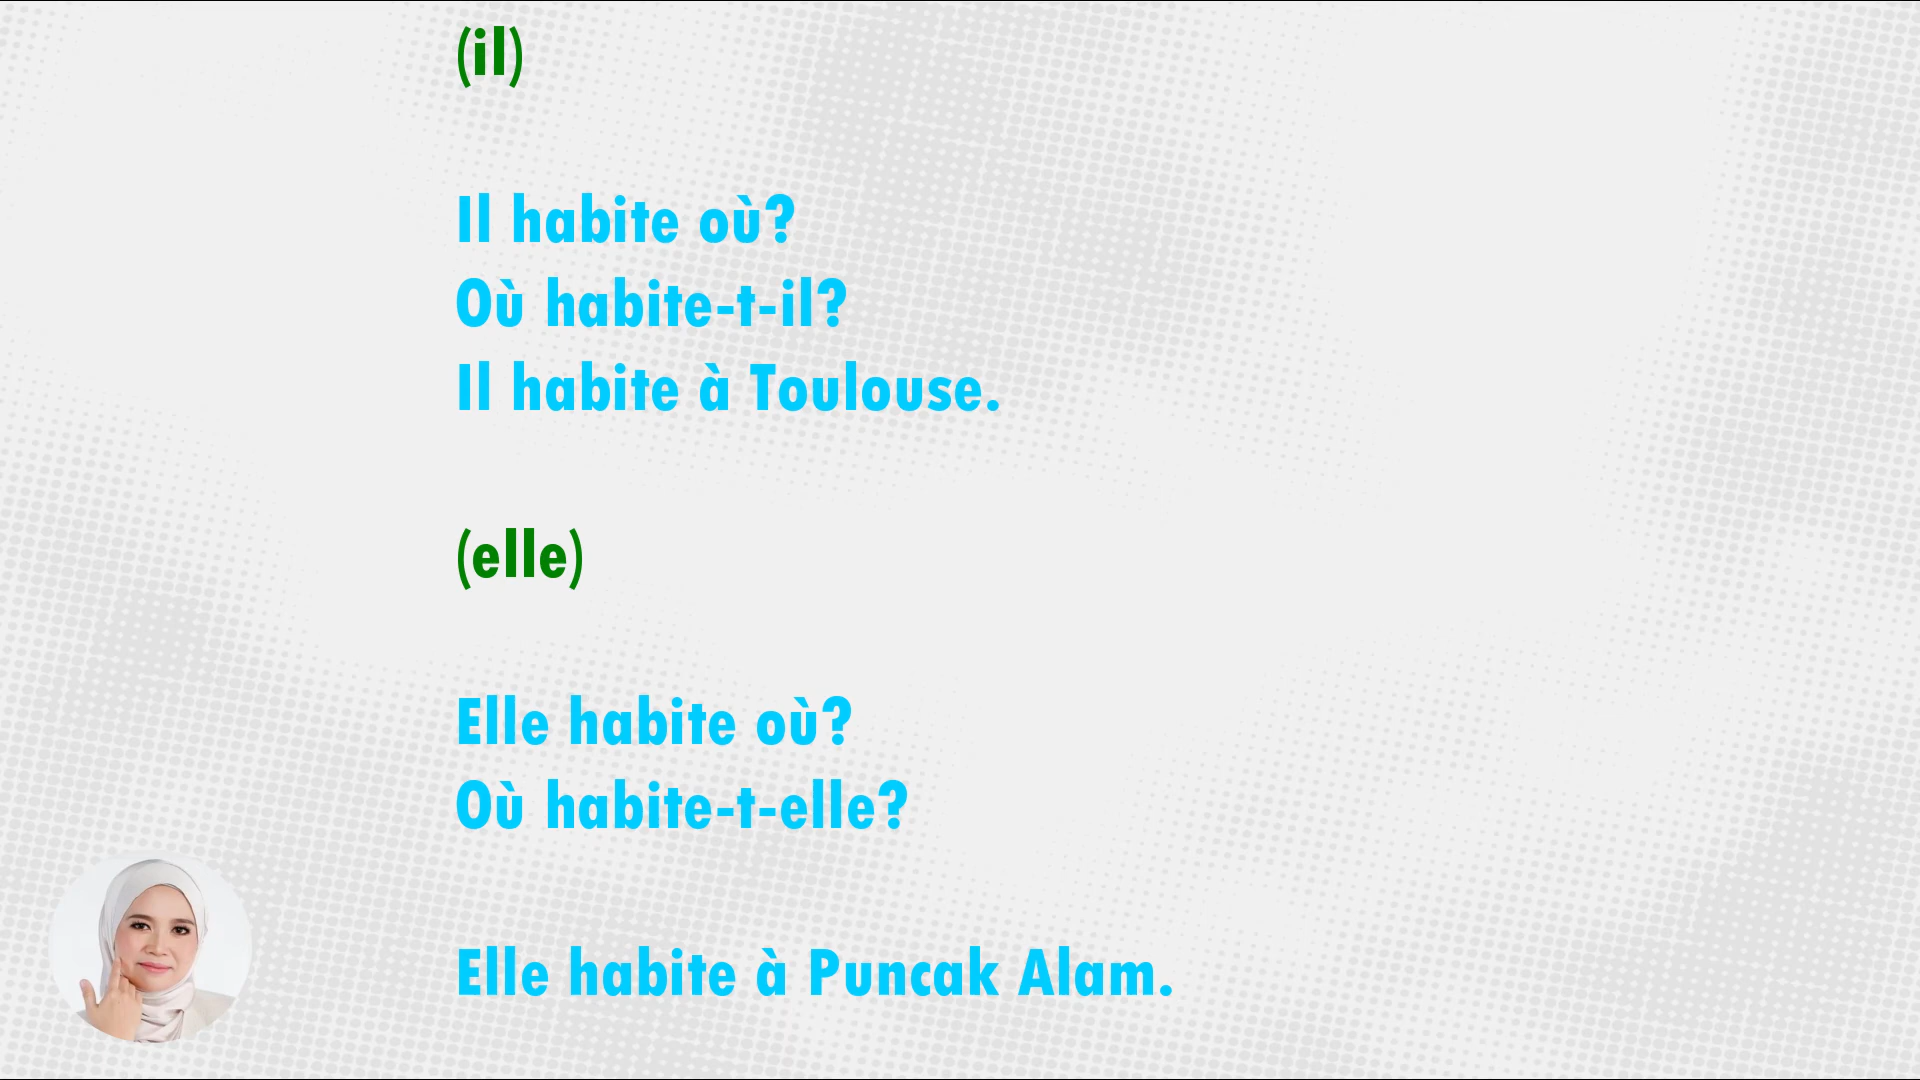 (il)
Il habite où?
Où habite-t-il?
Il habite à Toulouse.
(elle)
Elle habite où?
Où habite-t-elle?
Elle habite à Puncak Alam.